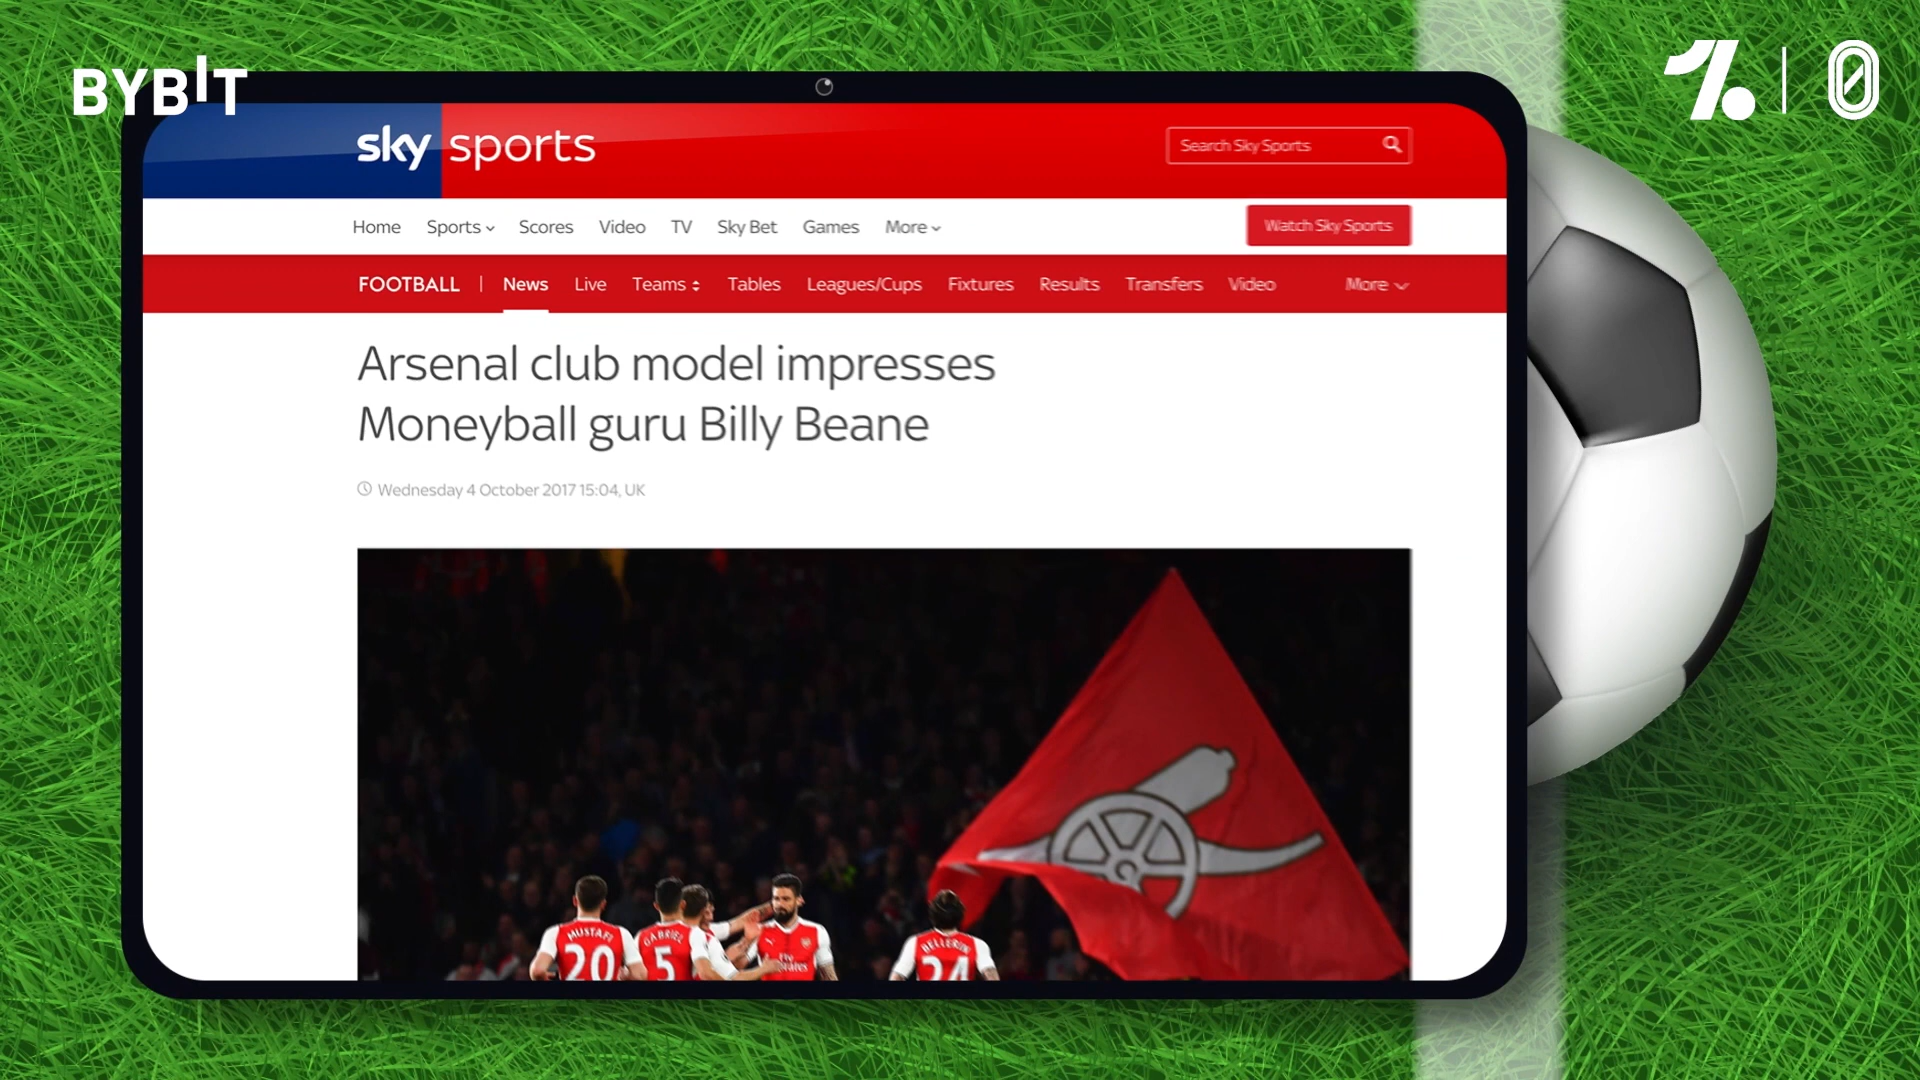 BYBIT
sky sports
Search Sky Sports
Home Sports Scores Video TV Sky Bet Games More
Watch Sky Sports
FOOTBALL | News Live Teams Tables Leagues/Cups Fixtures Results Transfers Video More
Arsenal club model impresses
Moneyball guru Billy Beane
Wednesday 4 October 2017 15:04, UK
MUSTAFI
20
GABRIEL
5
Fly
Emirates
BELLERIN
24